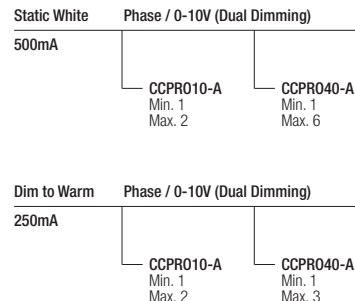 Static White Phase / 0-10V (Dual Dimming)
500mA
CCPRO10-A CCPRO40-A
Min. 1 Min. 1
Max. 2 Max. 6
Dim to Warm Phase / 0-10V (Dual Dimming)
250mA
CCPRO10-A CCPRO40-A
Min. 1 Min. 1
Max. 2 Max. 3